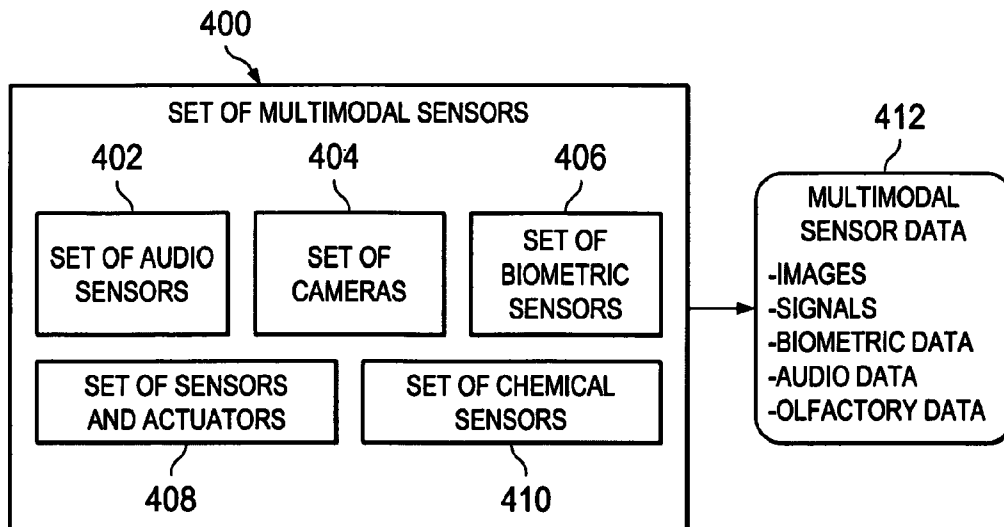 400
SET OF MULTIMODAL SENSORS
402
404
406
SET OF AUDIO
SENSORS
SET OF
CAMERAS
SET OF
BIOMETRIC
SENSORS
SET OF SENSORS
AND ACTUATORS
SET OF CHEMICAL
SENSORS
408
410
412
MULTIMODAL
SENSOR DATA
-IMAGES
-SIGNALS
-BIOMETRIC DATA
-AUDIO DATA
-OLFACTORY DATA